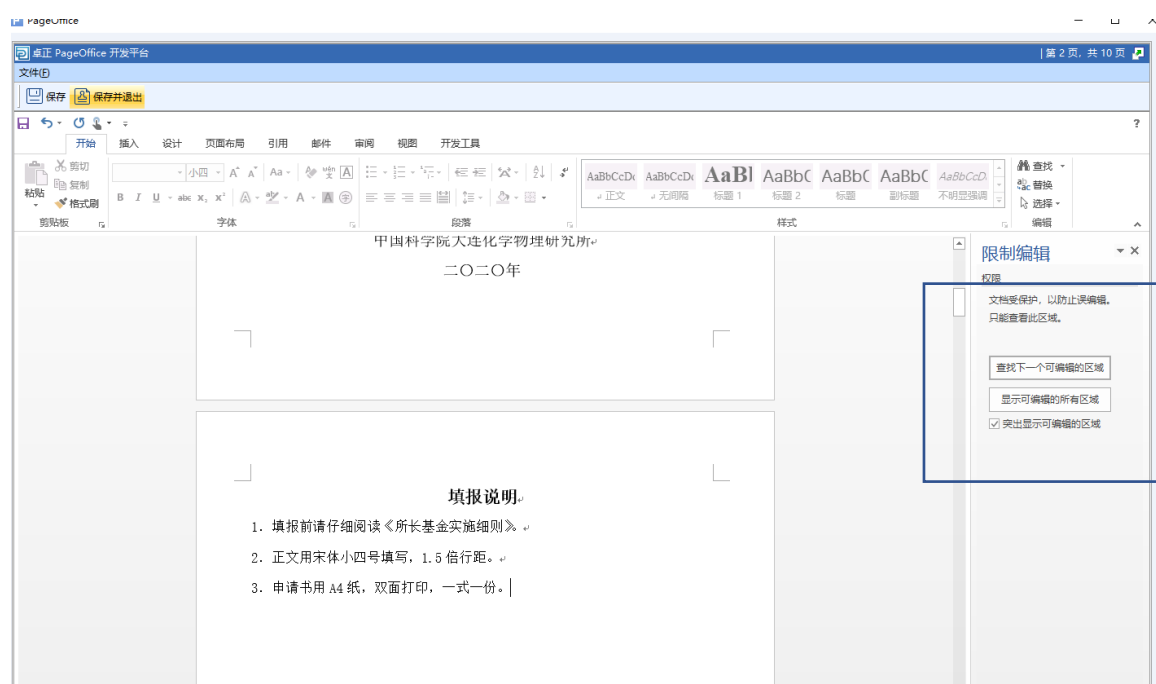 PageOffice
卓正 PageOffice 开发平台
|第 2 页, 共 10 页
文件(F)
保存 保存并退出
?
开始 插入 设计 页面布局 引用 邮件 审阅 视图 开发工具
粘贴
剪切
复制
格式刷
剪贴板
小四 A A Aa wén 文 A
B I U abc x₂ x² A aby A A 字
字体
段落
AaBbCcDc AaBbCcDc AaBl AaBbC AaBbC AaBbC AaBbCcD.
正文 无间隔 标题 1 标题 2 标题 副标题 不明显强调
样式
查找
替换
选择
编辑
中国科学院大连化学物理研究所
二〇二〇年
填报说明
1. 填报前请仔细阅读《所长基金实施细则》。
2. 正文用宋体小四号填写，1.5 倍行距。
3. 申请书用 A4 纸，双面打印，一式一份。
限制编辑
权限
文档受保护，以防止误编辑。
只能查看此区域。
查找下一个可编辑的区域
显示可编辑的所有区域
突出显示可编辑的区域